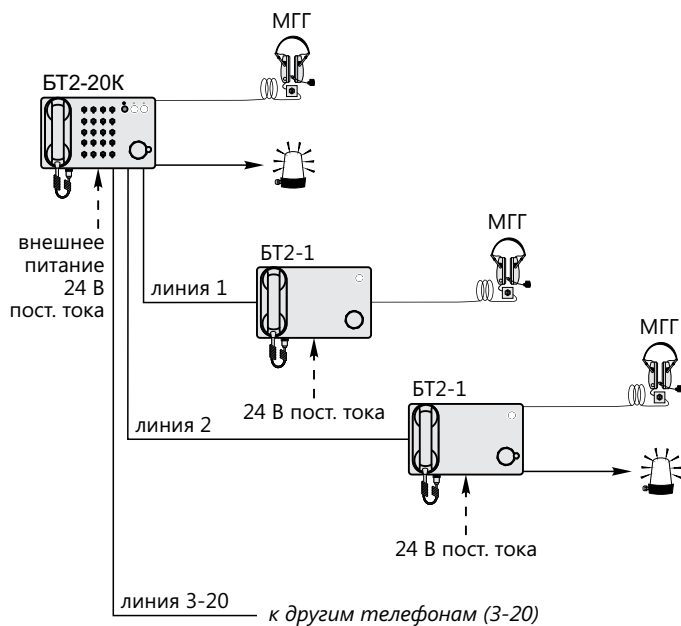 МГГ
БТ2-20К
внешнее
питание
24 В
пост. тока
МГГ
БТ2-1
линия 1
24 В пост. тока
МГГ
БТ2-1
линия 2
24 В пост. тока
линия 3-20
к другим телефонам (3-20)